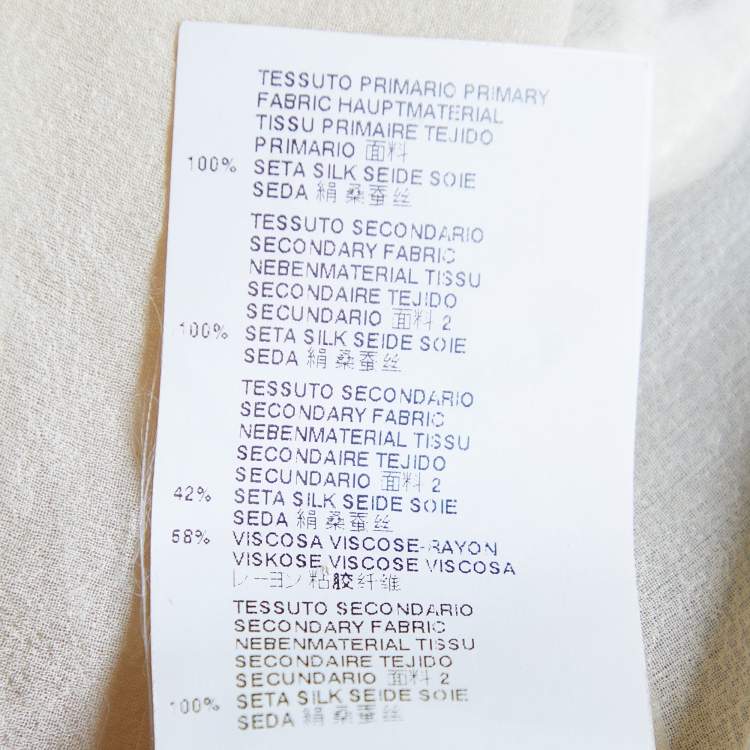 TESSUTO PRIMARIO PRIMARY
FABRIC HAUPTMATERIAL
TISSU PRIMAIRE TEJIDO
PRIMARIO 面料
100% SETA SILK SEIDE SOIE
SEDA 絹 桑蚕丝
TESSUTO SECONDARIO
SECONDARY FABRIC
NEBENMATERIAL TISSU
SECONDAIRE TEJIDO
SECUNDARIO 面料 2
100% SETA SILK SEIDE SOIE
SEDA 絹 桑蚕丝
TESSUTO SECONDARIO
SECONDARY FABRIC
NEBENMATERIAL TISSU
SECONDAIRE TEJIDO
SECUNDARIO 面料 2
42% SETA SILK SEIDE SOIE
SEDA 絹 桑蚕丝
58% VISCOSA VISCOSE-RAYON
VISKOSE VISCOSE VISCOSA
レーヨン 粘胶纤维
TESSUTO SECONDARIO
SECONDARY FABRIC
NEBENMATERIAL TISSU
SECONDAIRE TEJIDO
SECUNDARIO 面料 2
100% SETA SILK SEIDE SOIE
SEDA 絹 桑蚕丝